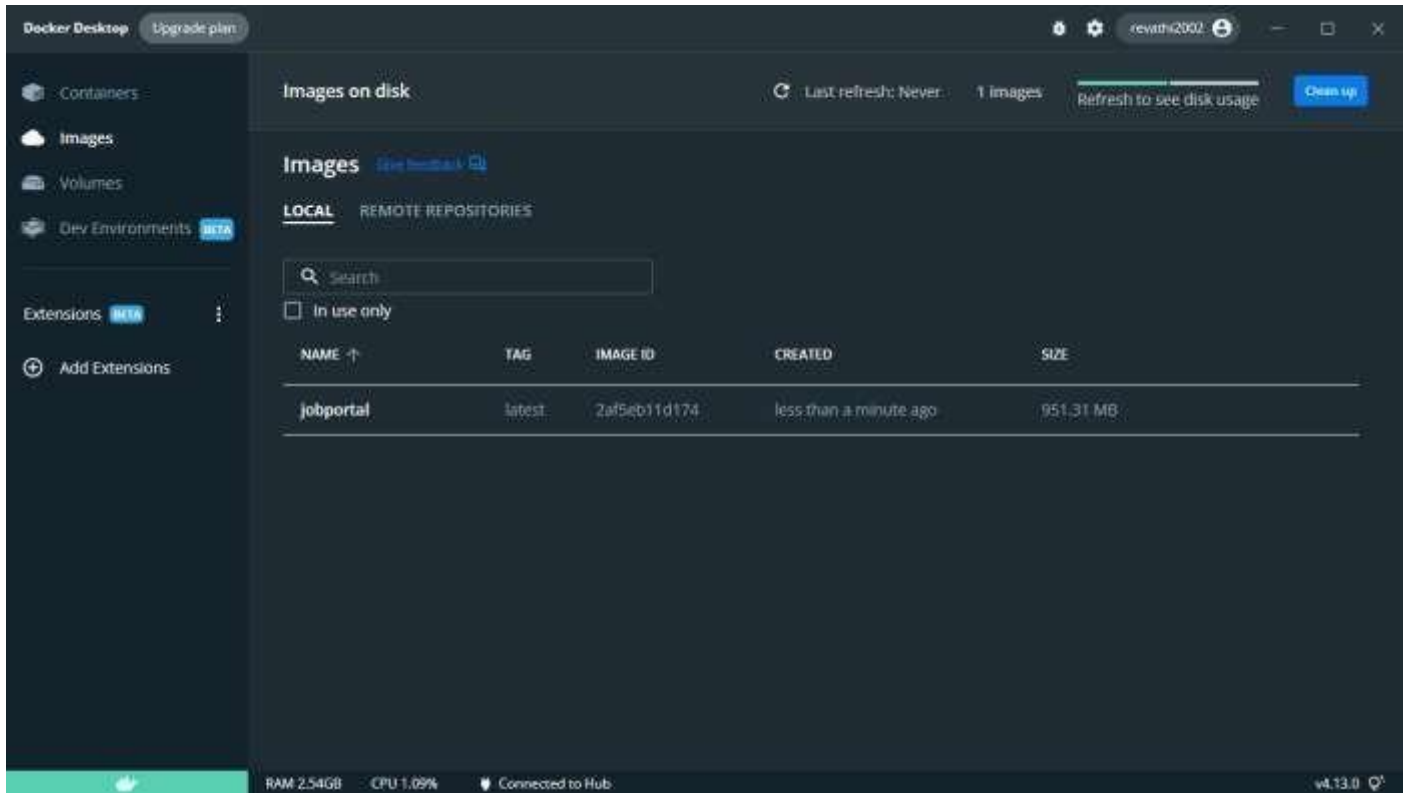 Docker Desktop Upgrade plan revathi2002
Containers
Images
Volumes
Dev Environments BETA
Extensions BETA
Add Extensions
Images on disk Last refresh: Never 1 images Refresh to see disk usage Clean up
Images Give feedback
LOCAL REMOTE REPOSITORIES
Search
In use only
NAME TAG IMAGE ID CREATED SIZE
jobportal latest 2af5eb11d174 less than a minute ago 951.31 MB
RAM 2.54GB CPU 1.09% Connected to Hub v4.13.0